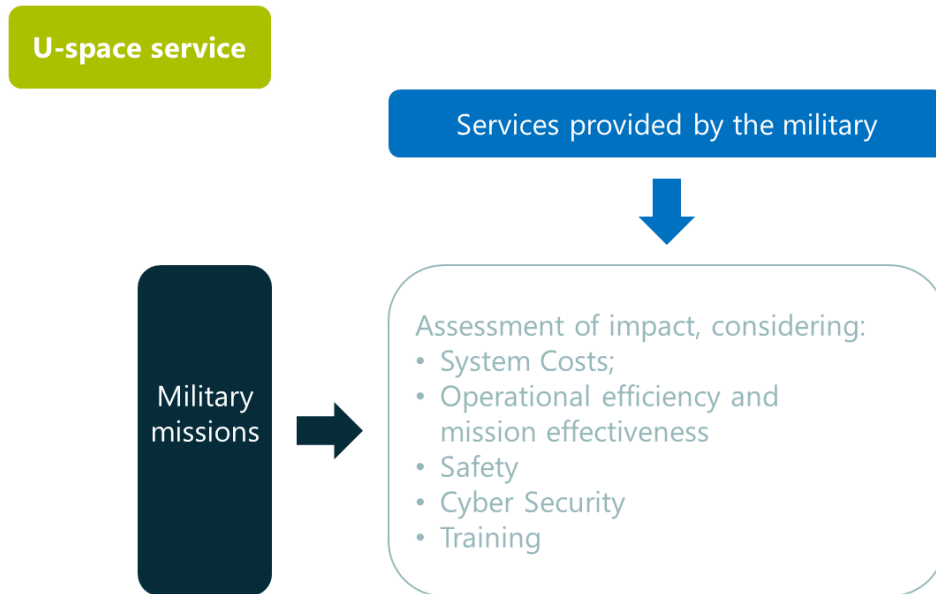 U-space service
Services provided by the military
Military
missions
Assessment of impact, considering:
• System Costs;
• Operational efficiency and
mission effectiveness
• Safety
• Cyber Security
• Training